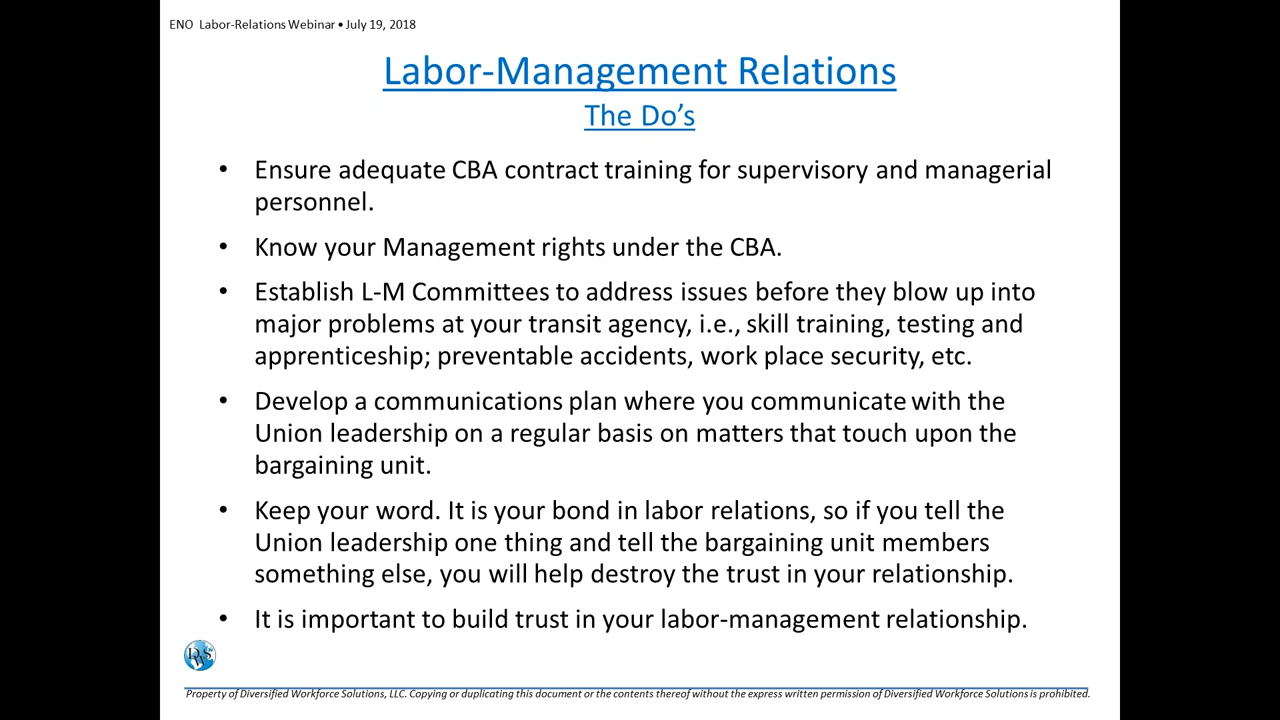 ENO Labor-Relations Webinar • July 19, 2018
Labor-Management Relations
The Do's
• Ensure adequate CBA contract training for supervisory and managerial
personnel.
• Know your Management rights under the CBA.
• Establish L-M Committees to address issues before they blow up into
major problems at your transit agency, i.e., skill training, testing and
apprenticeship; preventable accidents, work place security, etc.
• Develop a communications plan where you communicate with the
Union leadership on a regular basis on matters that touch upon the
bargaining unit.
• Keep your word. It is your bond in labor relations, so if you tell the
Union leadership one thing and tell the bargaining unit members
something else, you will help destroy the trust in your relationship.
• It is important to build trust in your labor-management relationship.
DWS
Property of Diversified Workforce Solutions, LLC. Copying or duplicating this document or the contents thereof without the express written permission of Diversified Workforce Solutions is prohibited.